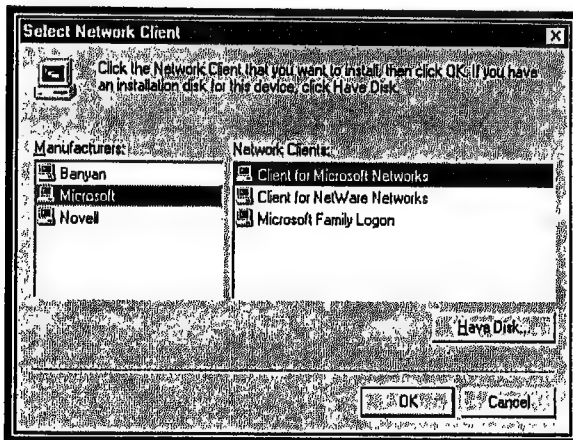 Select Network Client
Click the Network Client that you want to install, then click OK. If you have
an installation disk for this device, click Have Disk.
Manufacturers:
Banyan
Microsoft
Novell
Network Clients:
Client for Microsoft Networks
Client for NetWare Networks
Microsoft Family Logon
Have Disk...
OK
Cancel